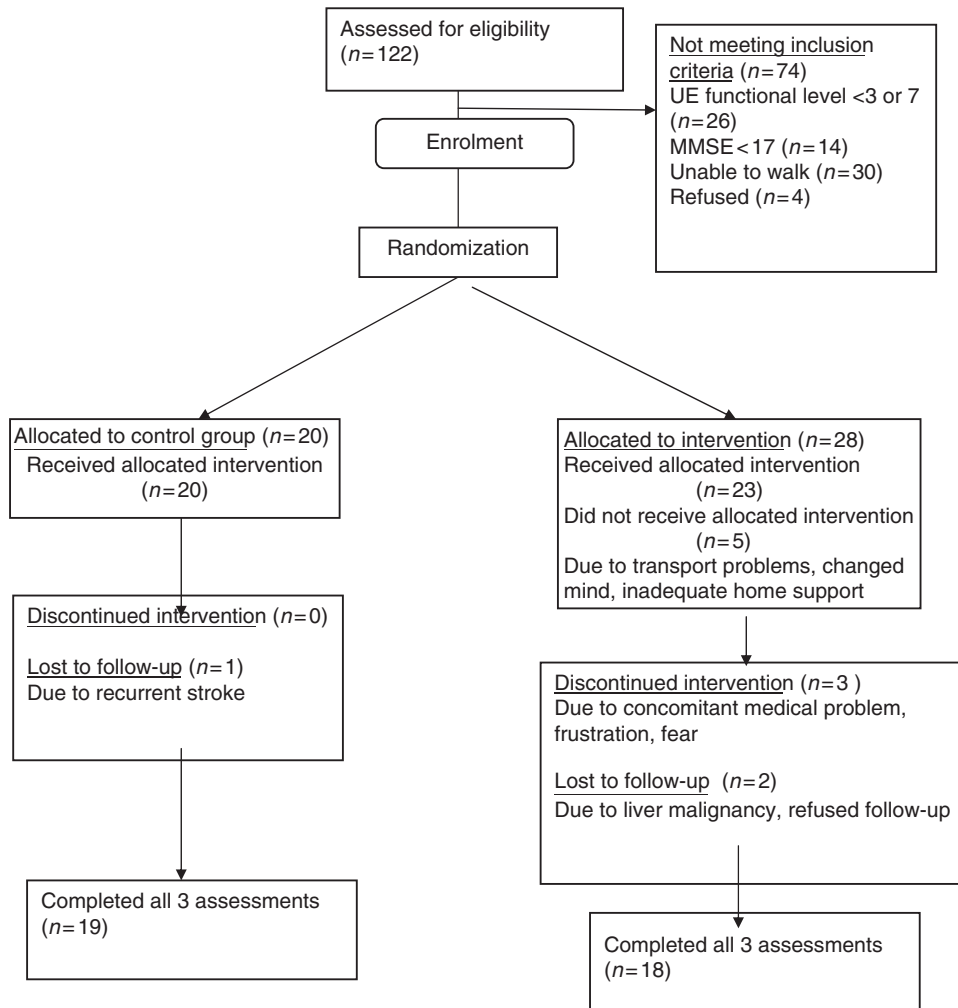 Assessed for eligibility
(n=122)
Not meeting inclusion
criteria (n=74)
UE functional level <3 or 7
(n=26)
MMSE<17 (n=14)
Unable to walk (n=30)
Refused (n=4)
Enrolment
Randomization
Allocated to control group (n=20)
Received allocated intervention
(n=20)
Allocated to intervention (n=28)
Received allocated intervention
(n=23)
Did not receive allocated intervention
(n=5)
Due to transport problems, changed
mind, inadequate home support
Discontinued intervention (n=0)
Lost to follow-up (n=1)
Due to recurrent stroke
Discontinued intervention (n=3 )
Due to concomitant medical problem,
frustration, fear
Lost to follow-up (n=2)
Due to liver malignancy, refused follow-up
Completed all 3 assessments
(n=19)
Completed all 3 assessments
(n=18)